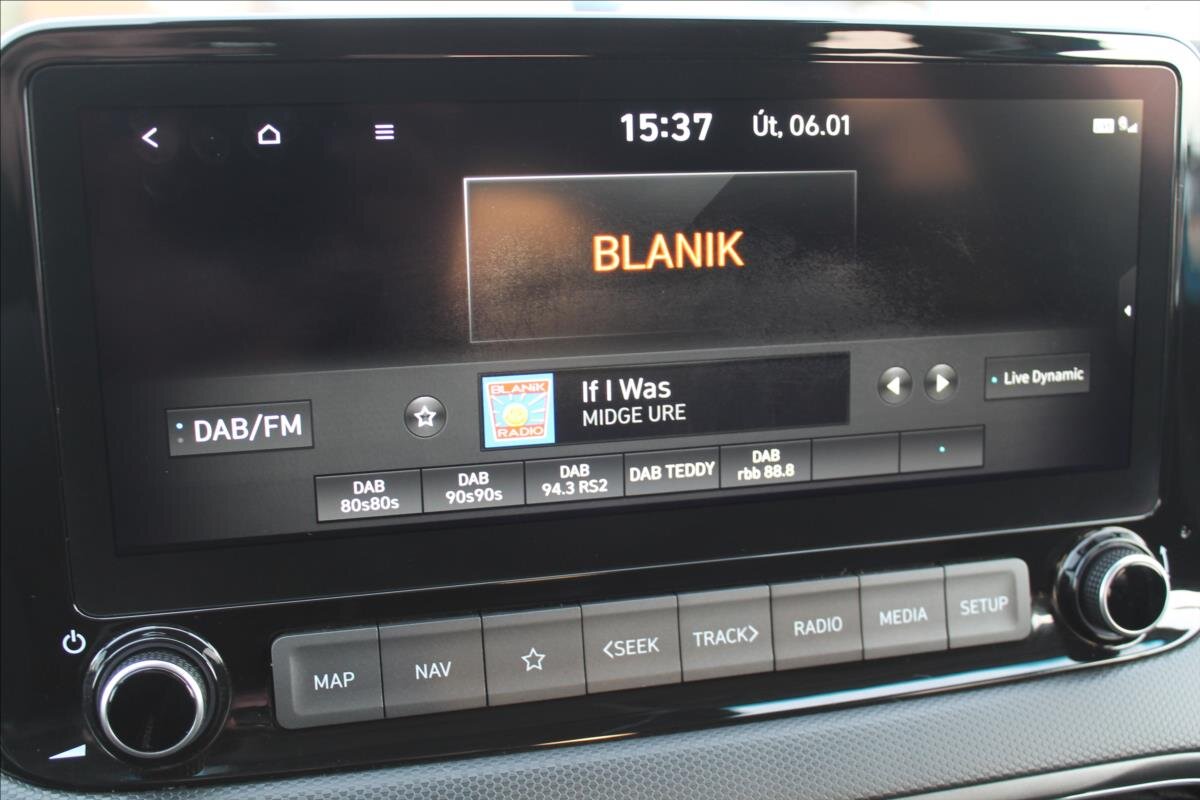 15:37 Út, 06.01
BLANIK
BLANIK
RADIO
If I Was
MIDGE URE
Live Dynamic
DAB/FM
DAB
80s80s
DAB
90s90s
DAB
94.3 RS2
DAB TEDDY
DAB
rbb 88.8
MAP
NAV
<SEEK
TRACK>
RADIO
MEDIA
SETUP